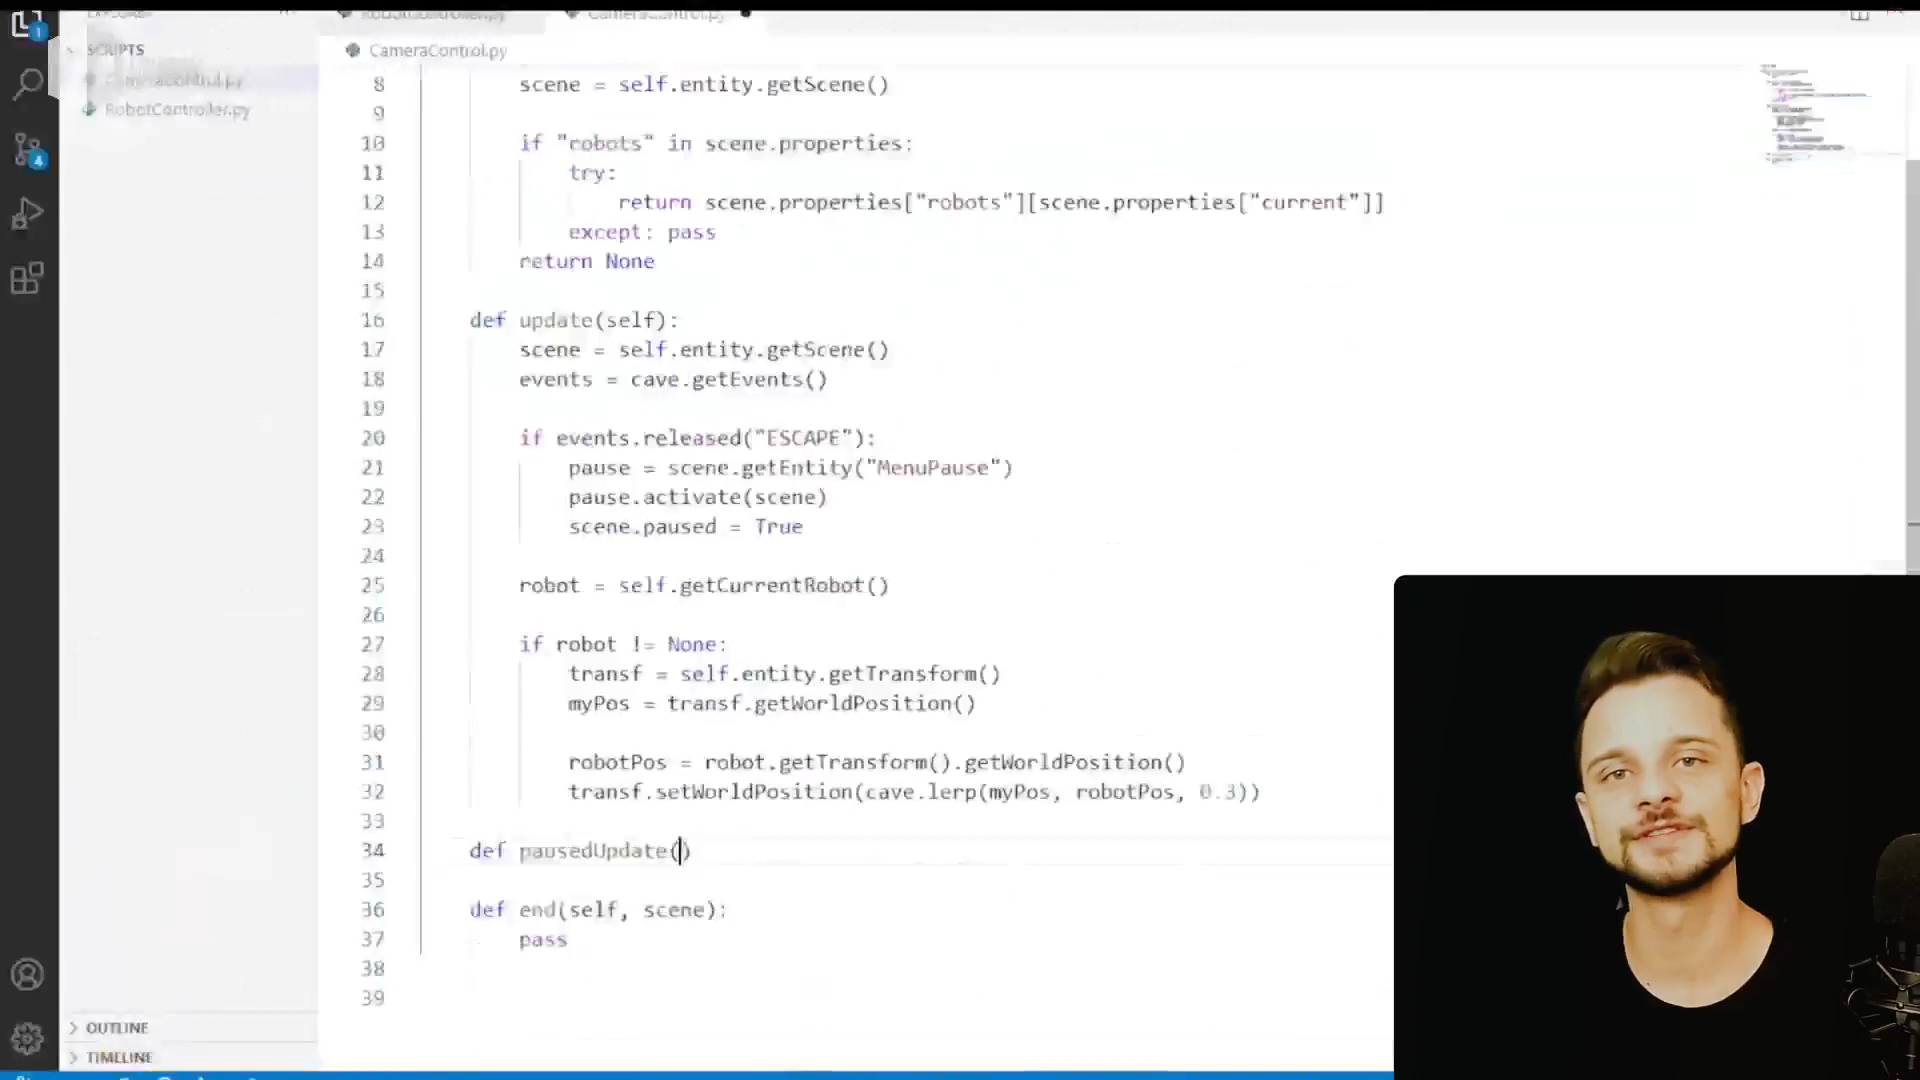 RobotController.py
CameraControl.py
SCRIPTS
CameraControl.py
CameraControl.py
RobotController.py
1
4
8 scene = self.entity.getScene()
9
10 if "robots" in scene.properties:
11 try:
12 return scene.properties["robots"][scene.properties["current"]]
13 except: pass
14 return None
15
16 def update(self):
17 scene = self.entity.getScene()
18 events = cave.getEvents()
19
20 if events.released("ESCAPE"):
21 pause = scene.getEntity("MenuPause")
22 pause.activate(scene)
23 scene.paused = True
24
25 robot = self.getCurrentRobot()
26
27 if robot != None:
28 transf = self.entity.getTransform()
29 myPos = transf.getWorldPosition()
30
31 robotPos = robot.getTransform().getWorldPosition()
32 transf.setWorldPosition(cave.lerp(myPos, robotPos, 0.3))
33
34 def pausedUpdate()
35
36 def end(self, scene):
37 pass
38
39
OUTLINE
TIMELINE